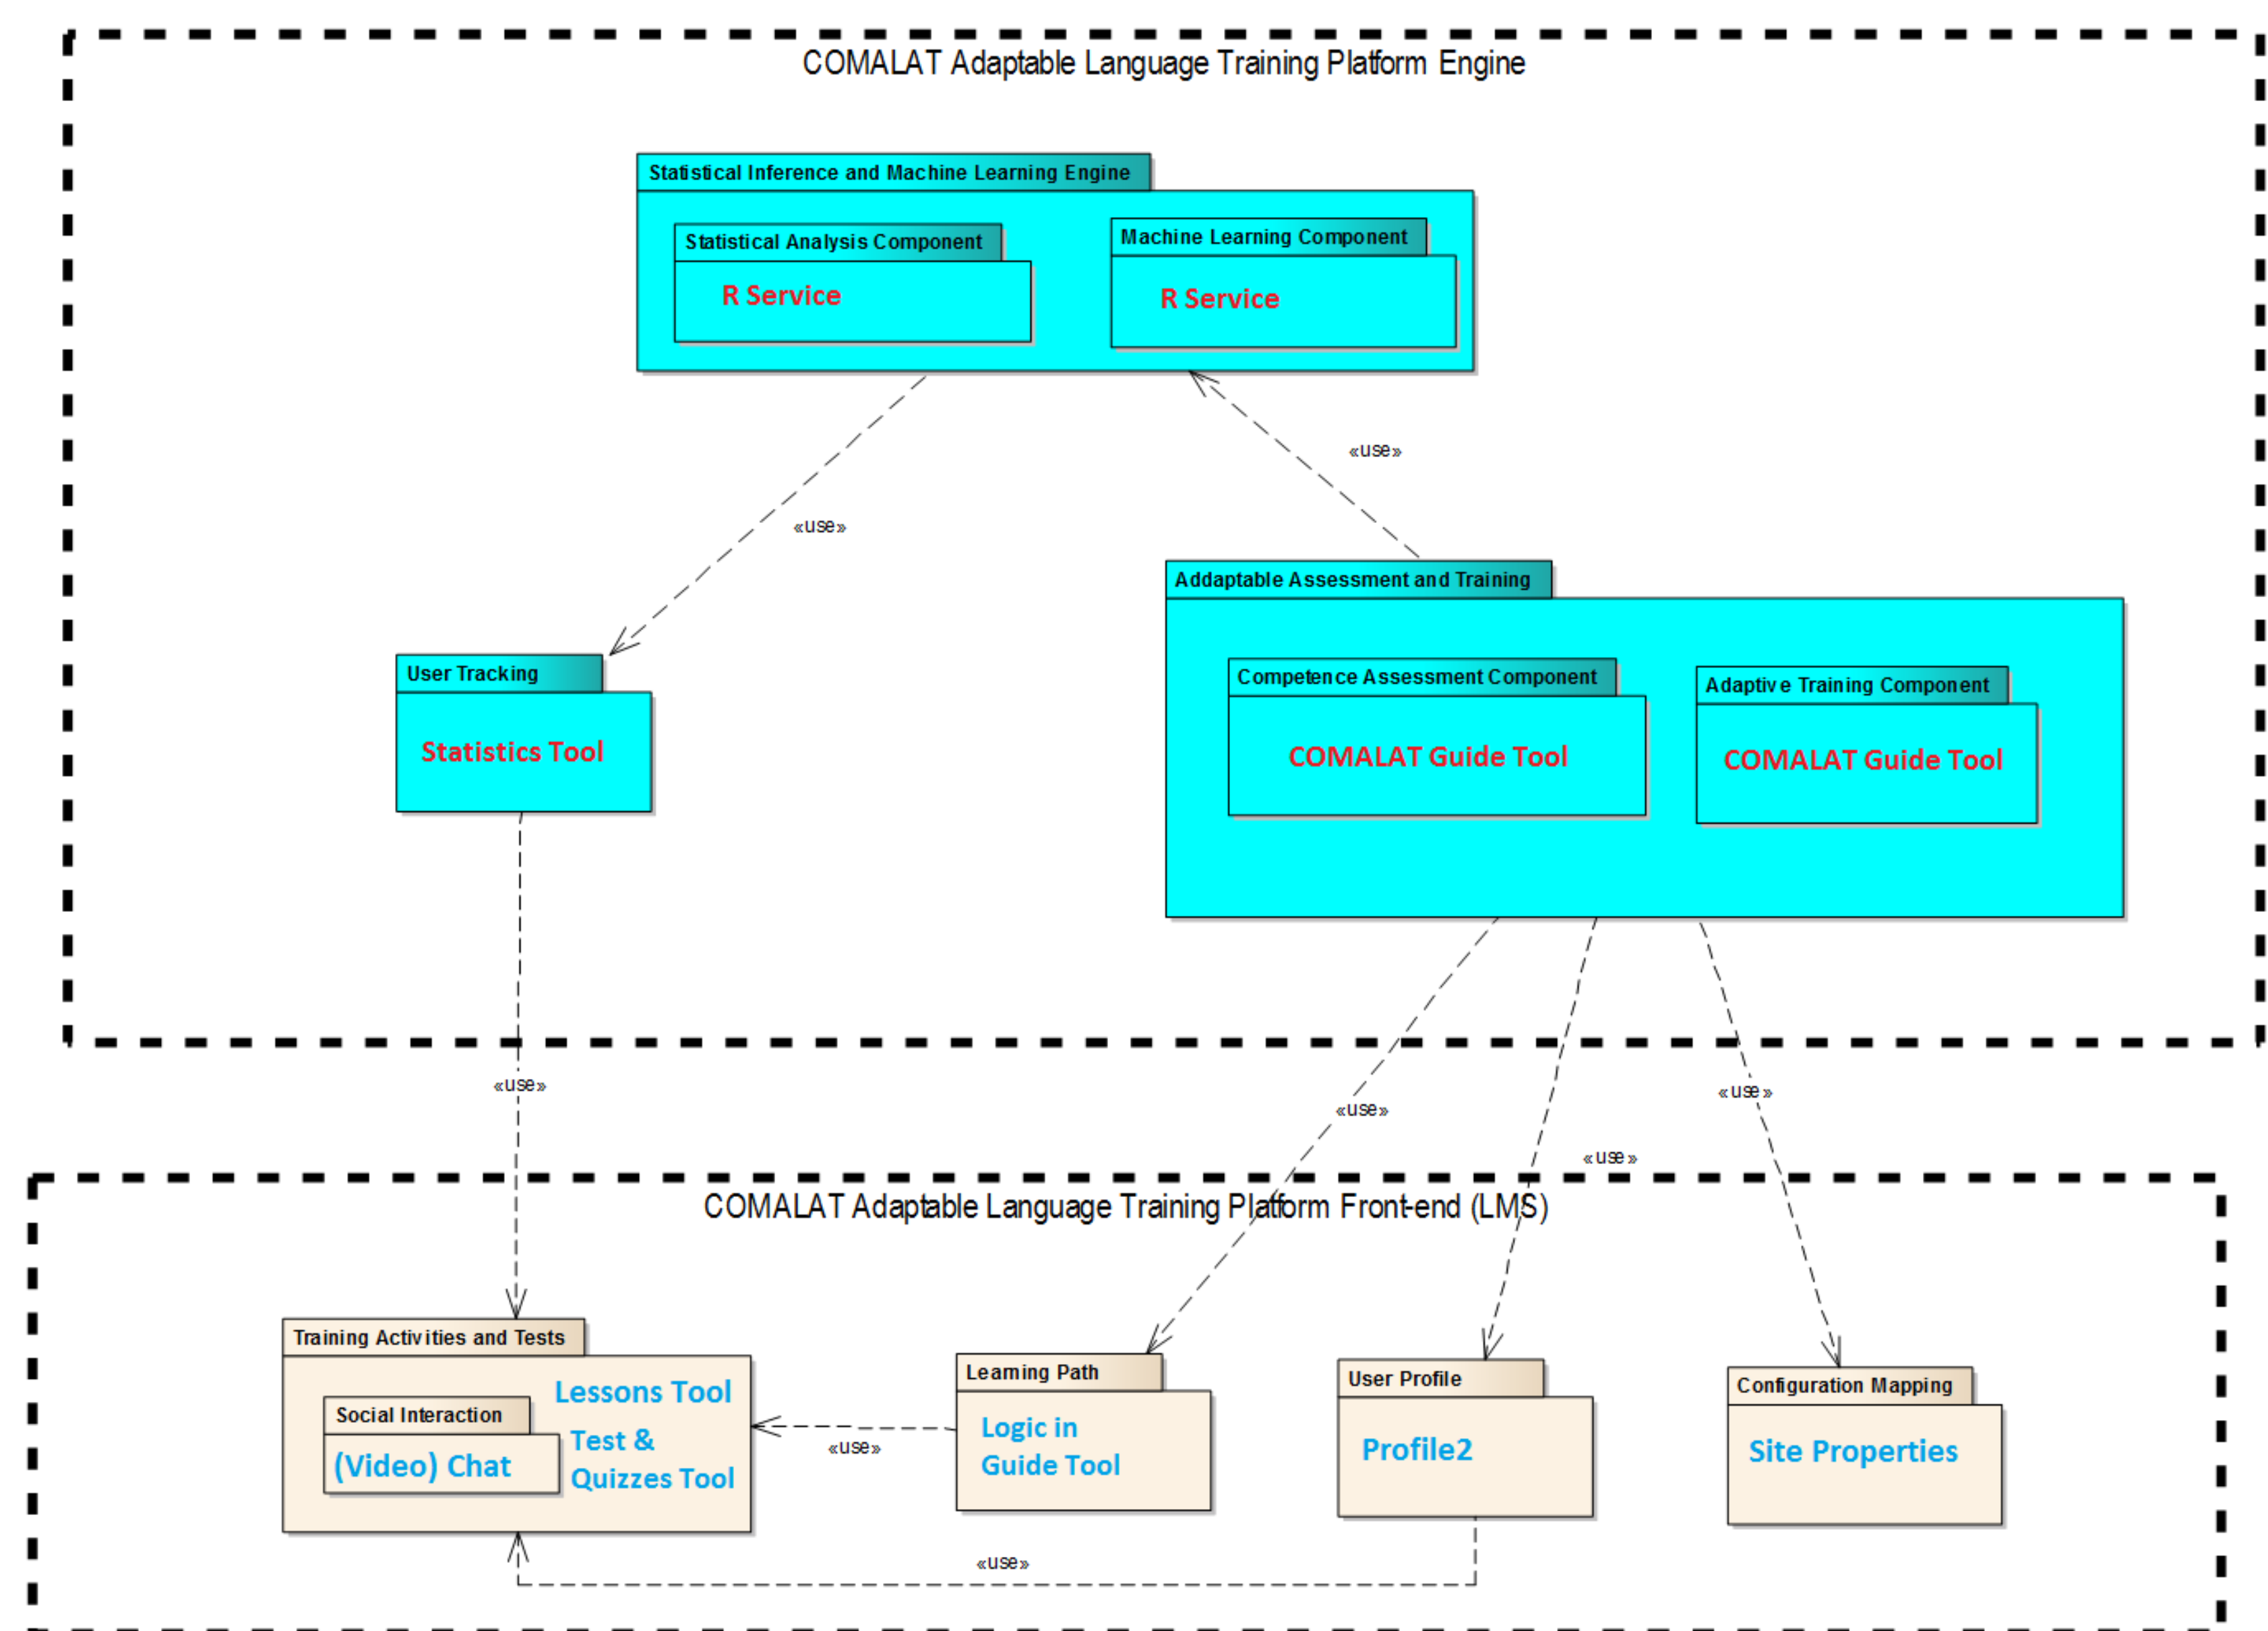 COMALAT Adaptable Language Training Platform Engine
Statistical Inference and Machine Learning Engine
Statistical Analysis Component
R Service
Machine Learning Component
R Service
«use»
«use»
User Tracking
Statistics Tool
Addaptable Assessment and Training
Competence Assessment Component
COMALAT Guide Tool
Adaptive Training Component
COMALAT Guide Tool
«use»
«use»
«use»
«use»
COMALAT Adaptable Language Training Platform Front-end (LMS)
Training Activities and Tests
Lessons Tool
Social Interaction
(Video) Chat
Test &
Quizzes Tool
«use»
Learning Path
Logic in
Guide Tool
User Profile
Profile2
Configuration Mapping
Site Properties
«use»